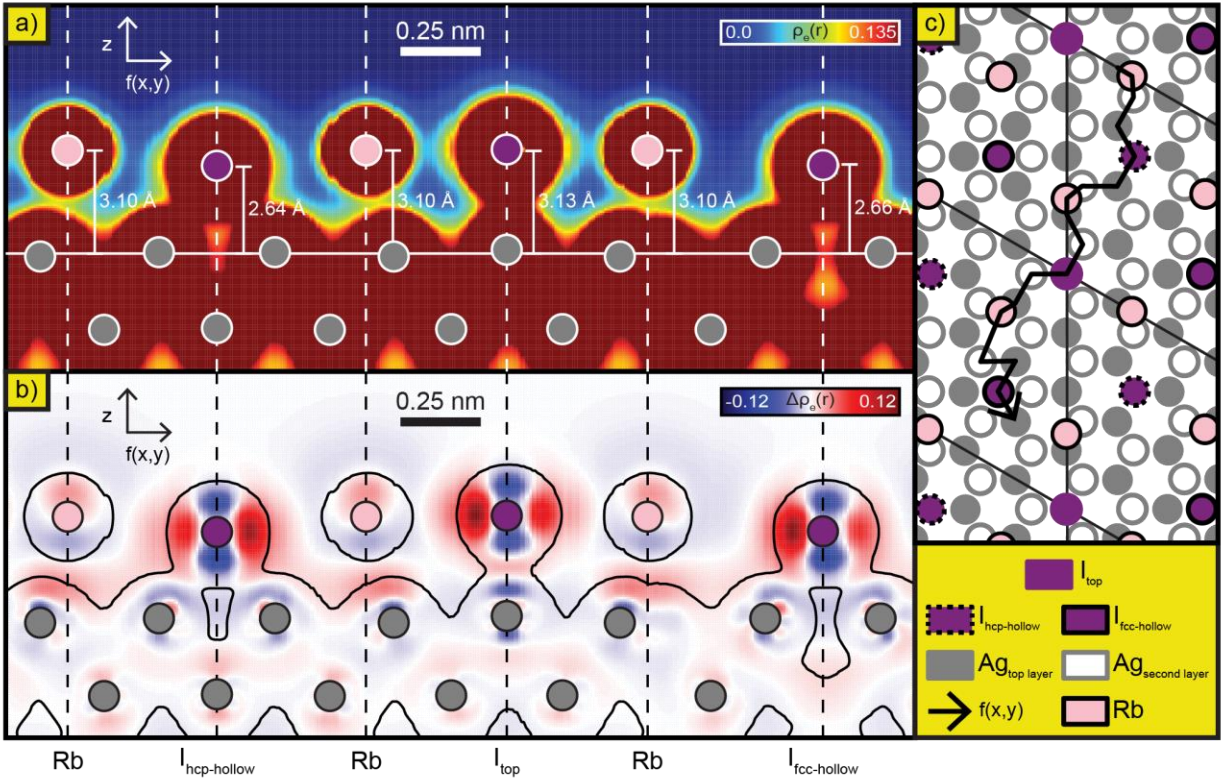 a)
z
f(x,y)
0.25 nm
0.0 ρe(r) 0.135
3.10 Å
2.64 Å
3.10 Å
3.13 Å
3.10 Å
2.66 Å
b)
z
f(x,y)
0.25 nm
-0.12 Δρe(r) 0.12
Rb Ihcp-hollow Rb Itop Rb Ifcc-hollow
c)
Itop
Ihcp-hollow Ifcc-hollow
Agtop layer Agsecond layer
f(x,y) Rb